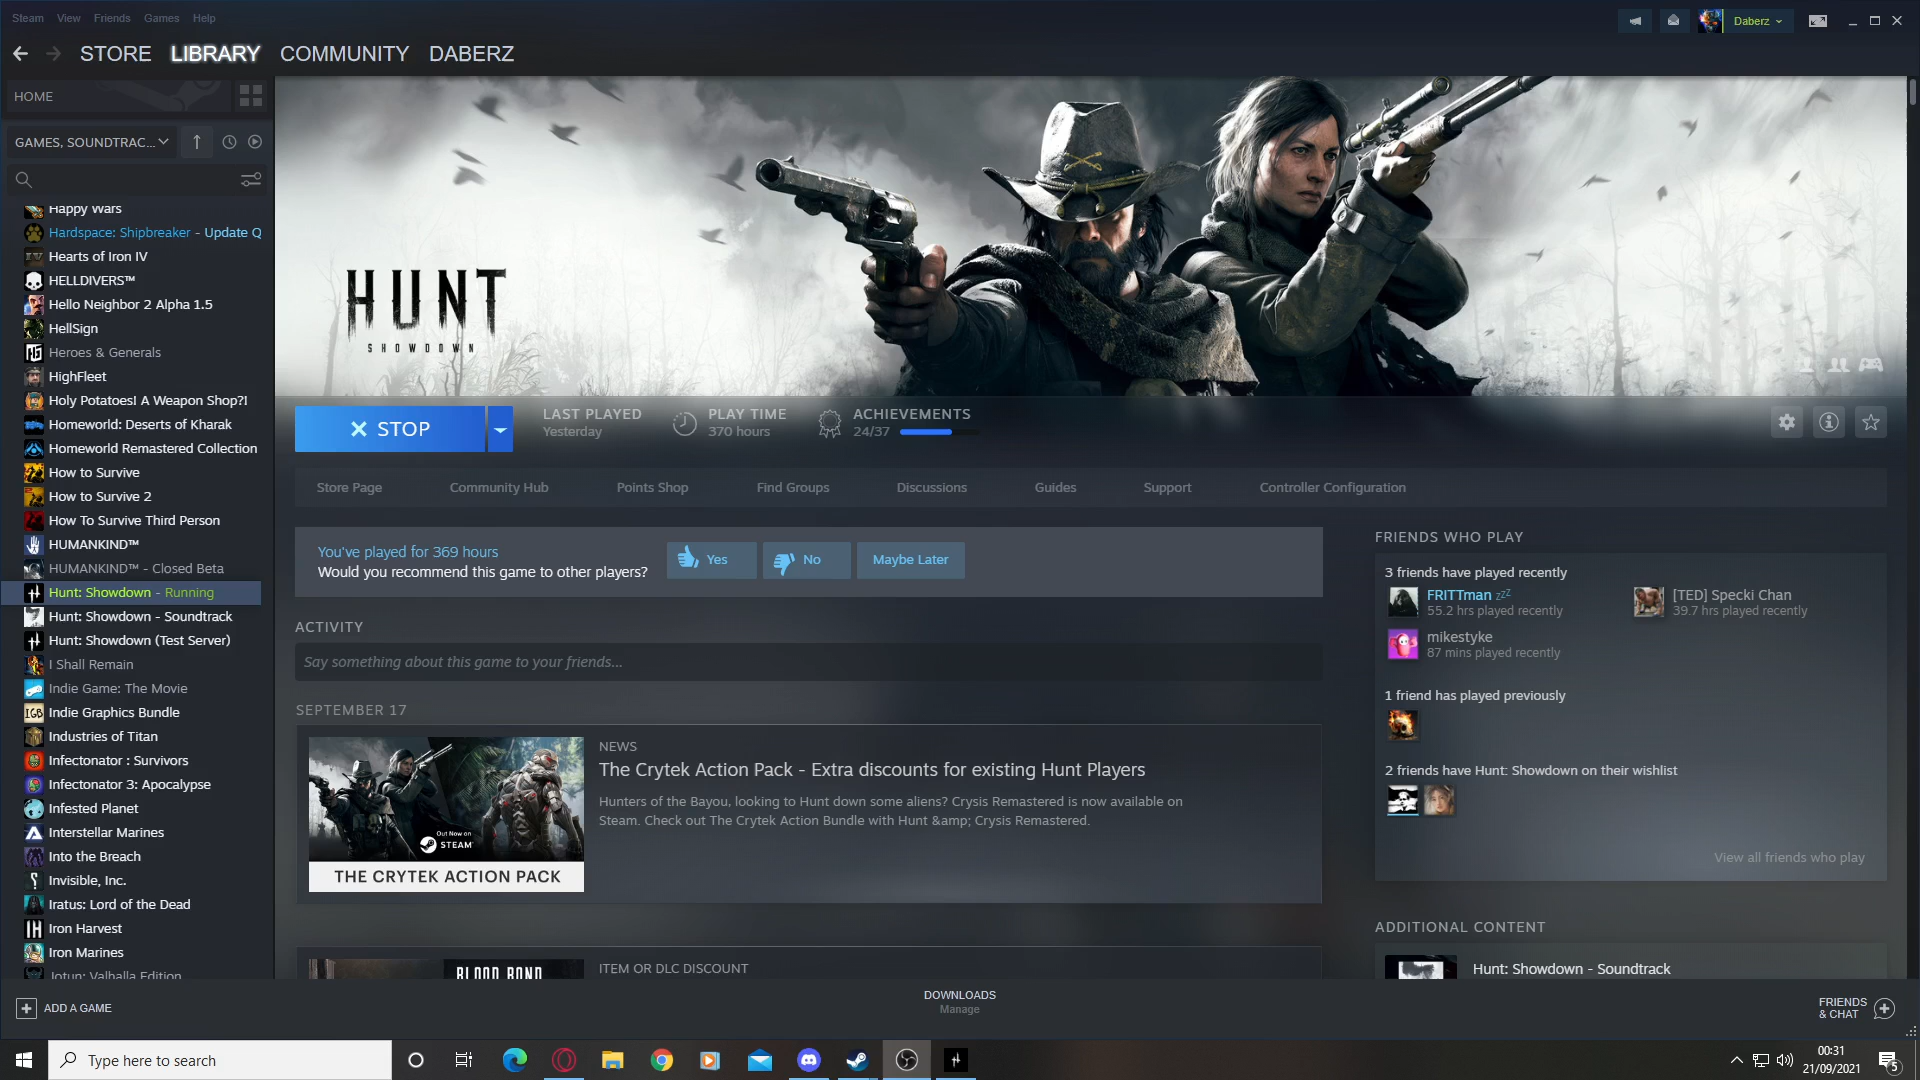 Steam View Friends Games Help
Daberz
STORE LIBRARY COMMUNITY DABERZ
HOME
GAMES, SOUNDTRAC...
Happy Wars
Hardspace: Shipbreaker - Update Q
Hearts of Iron IV
HELLDIVERS™
Hello Neighbor 2 Alpha 1.5
HellSign
Heroes & Generals
HighFleet
Holy Potatoes! A Weapon Shop?!
Homeworld: Deserts of Kharak
Homeworld Remastered Collection
How to Survive
How to Survive 2
How To Survive Third Person
HUMANKIND™
HUMANKIND™ - Closed Beta
Hunt: Showdown - Running
Hunt: Showdown - Soundtrack
Hunt: Showdown (Test Server)
I Shall Remain
Indie Game: The Movie
IGB
Indie Graphics Bundle
Industries of Titan
Infectonator : Survivors
Infectonator 3: Apocalypse
Infested Planet
Interstellar Marines
Into the Breach
Invisible, Inc.
Iratus: Lord of the Dead
Iron Harvest
Iron Marines
Jotun: Valhalla Edition
ADD A GAME
HUNT
SHOWDOWN
STOP
LAST PLAYED
Yesterday
PLAY TIME
370 hours
ACHIEVEMENTS
24/37
Store Page Community Hub Points Shop Find Groups Discussions Guides Support Controller Configuration
You've played for 369 hours
Would you recommend this game to other players?
Yes No Maybe Later
ACTIVITY
Say something about this game to your friends...
SEPTEMBER 17
Out Now on
STEAM
THE CRYTEK ACTION PACK
NEWS
The Crytek Action Pack - Extra discounts for existing Hunt Players
Hunters of the Bayou, looking to Hunt down some aliens? Crysis Remastered is now available on
Steam. Check out The Crytek Action Bundle with Hunt &amp; Crysis Remastered.
BLOOD BOND
ITEM OR DLC DISCOUNT
FRIENDS WHO PLAY
3 friends have played recently
FRITTman zzZ
55.2 hrs played recently
[TED] Specki Chan
39.7 hrs played recently
mikestyke
87 mins played recently
1 friend has played previously
2 friends have Hunt: Showdown on their wishlist
View all friends who play
ADDITIONAL CONTENT
Hunt: Showdown - Soundtrack
DOWNLOADS
Manage
FRIENDS
& CHAT
Type here to search
00:31
21/09/2021
5